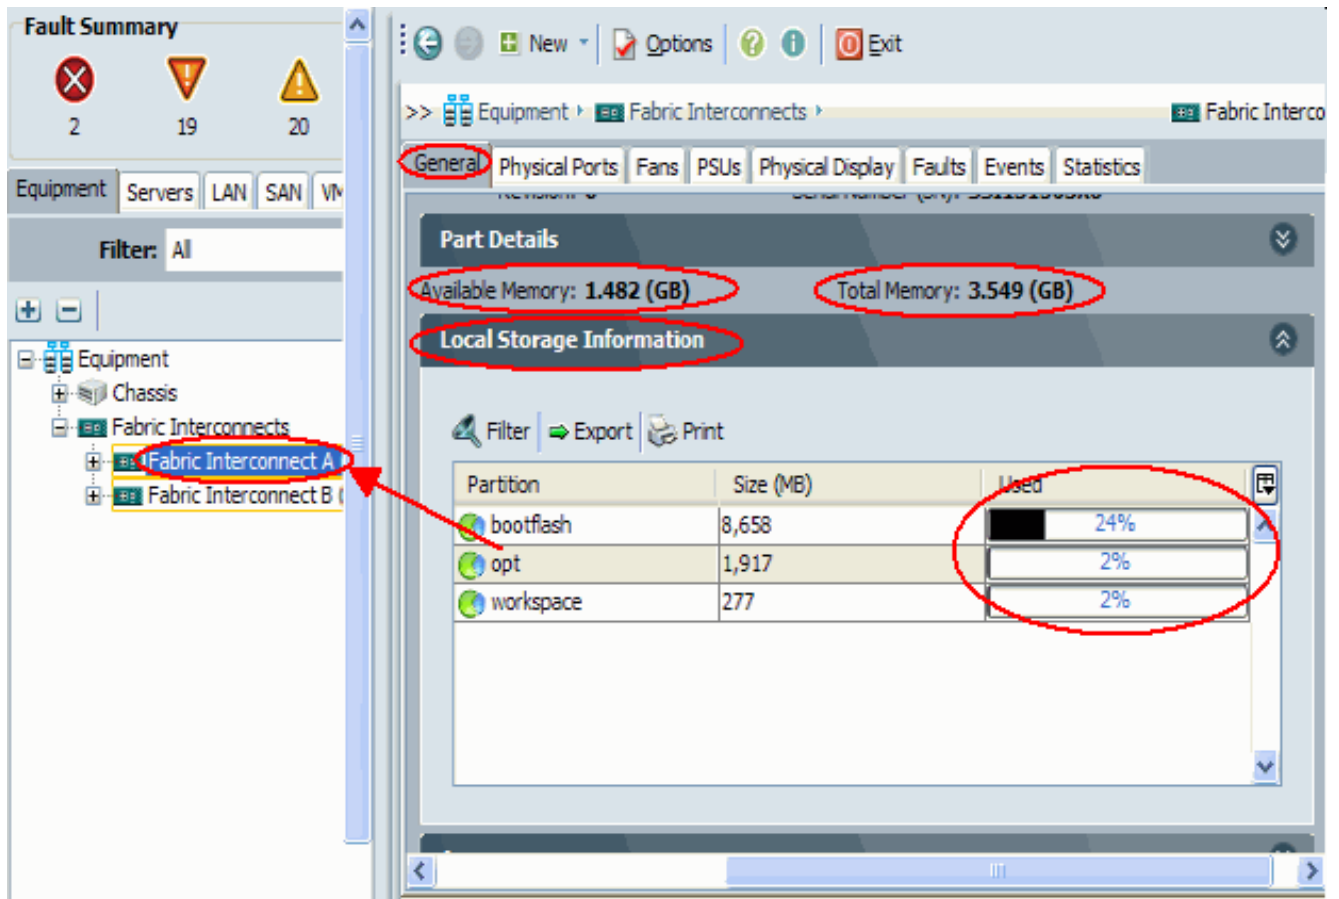 Fault Summary
2 19 20
Equipment Servers LAN SAN VM
Filter: All
Equipment
Chassis
Fabric Interconnects
Fabric Interconnect A
Fabric Interconnect B (
New Options Exit
>> Equipment Fabric Interconnects Fabric Interco
General Physical Ports Fans PSUs Physical Display Faults Events Statistics
Part Details
Available Memory: 1.482 (GB) Total Memory: 3.549 (GB)
Local Storage Information
Filter Export Print
Partition Size (MB) Used
bootflash 8,658 24%
opt 1,917 2%
workspace 277 2%